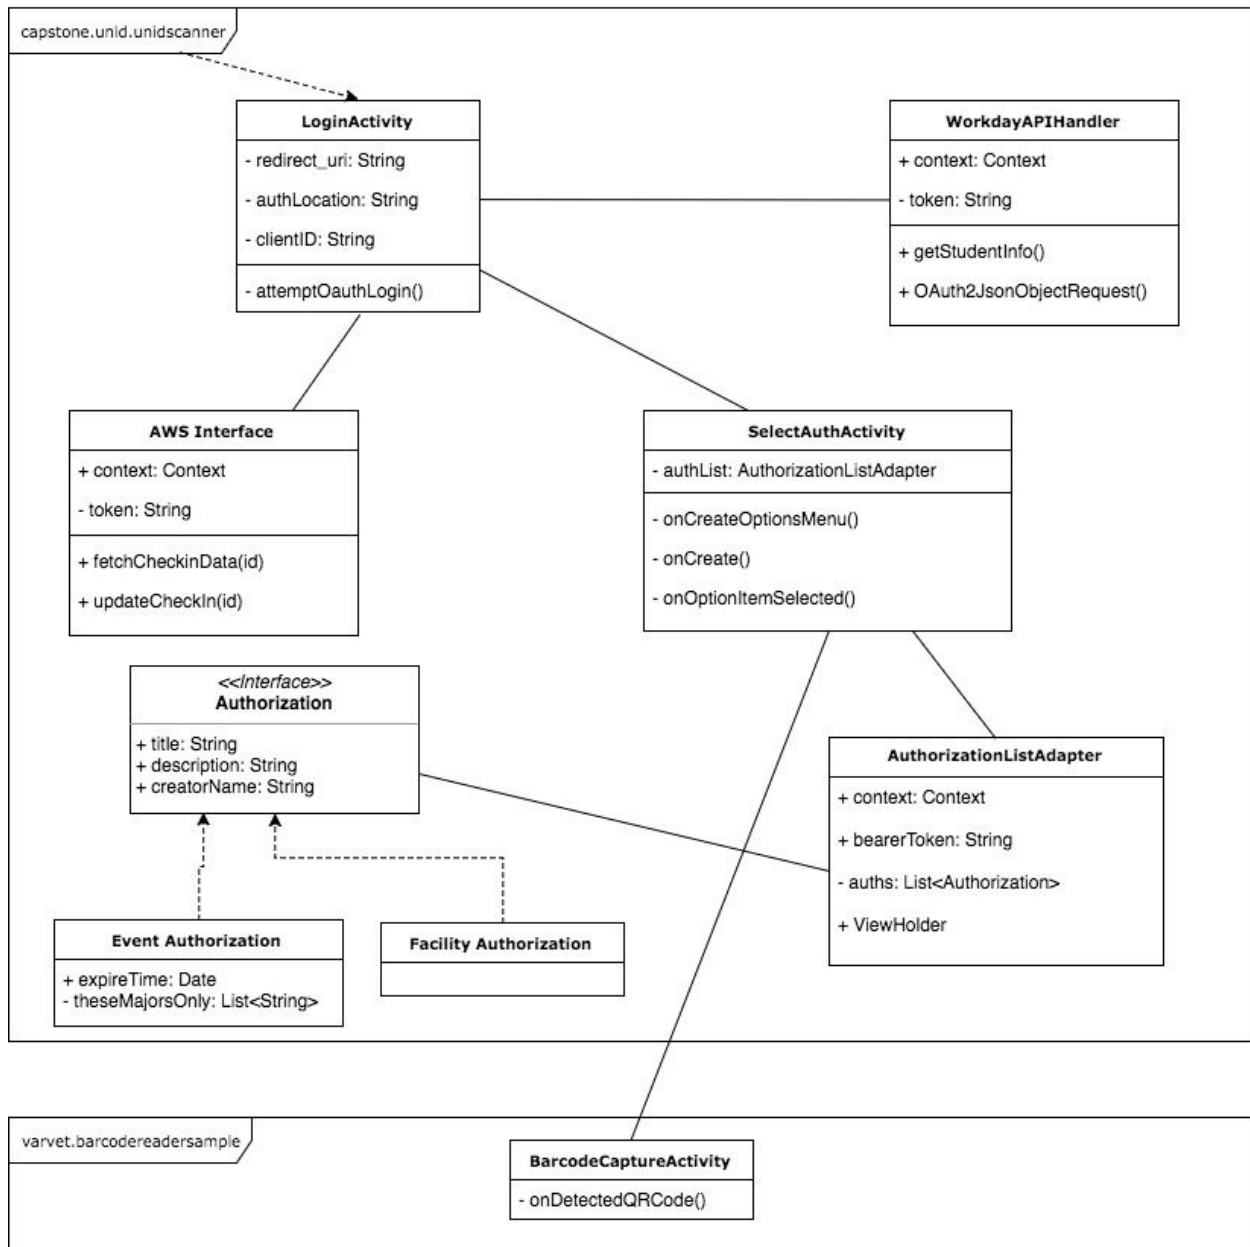 capstone.unid.unidscanner
LoginActivity
- redirect_uri: String
- authLocation: String
- clientID: String
- attemptOauthLogin()
WorkdayAPIHandler
+ context: Context
- token: String
+ getStudentInfo()
+ OAuth2JsonObjectRequest()
AWS Interface
+ context: Context
- token: String
+ fetchCheckinData(id)
+ updateCheckIn(id)
SelectAuthActivity
- authList: AuthorizationListAdapter
- onCreateOptionsMenu()
- onCreate()
- onOptionItemSelected()
<<Interface>>
Authorization
+ title: String
+ description: String
+ creatorName: String
AuthorizationListAdapter
+ context: Context
+ bearerToken: String
- auths: List<Authorization>
+ ViewHolder
Event Authorization
+ expireTime: Date
- theseMajorsOnly: List<String>
Facility Authorization
varvet.barcodereadersample
BarcodeCaptureActivity
- onDetectedQRCode()